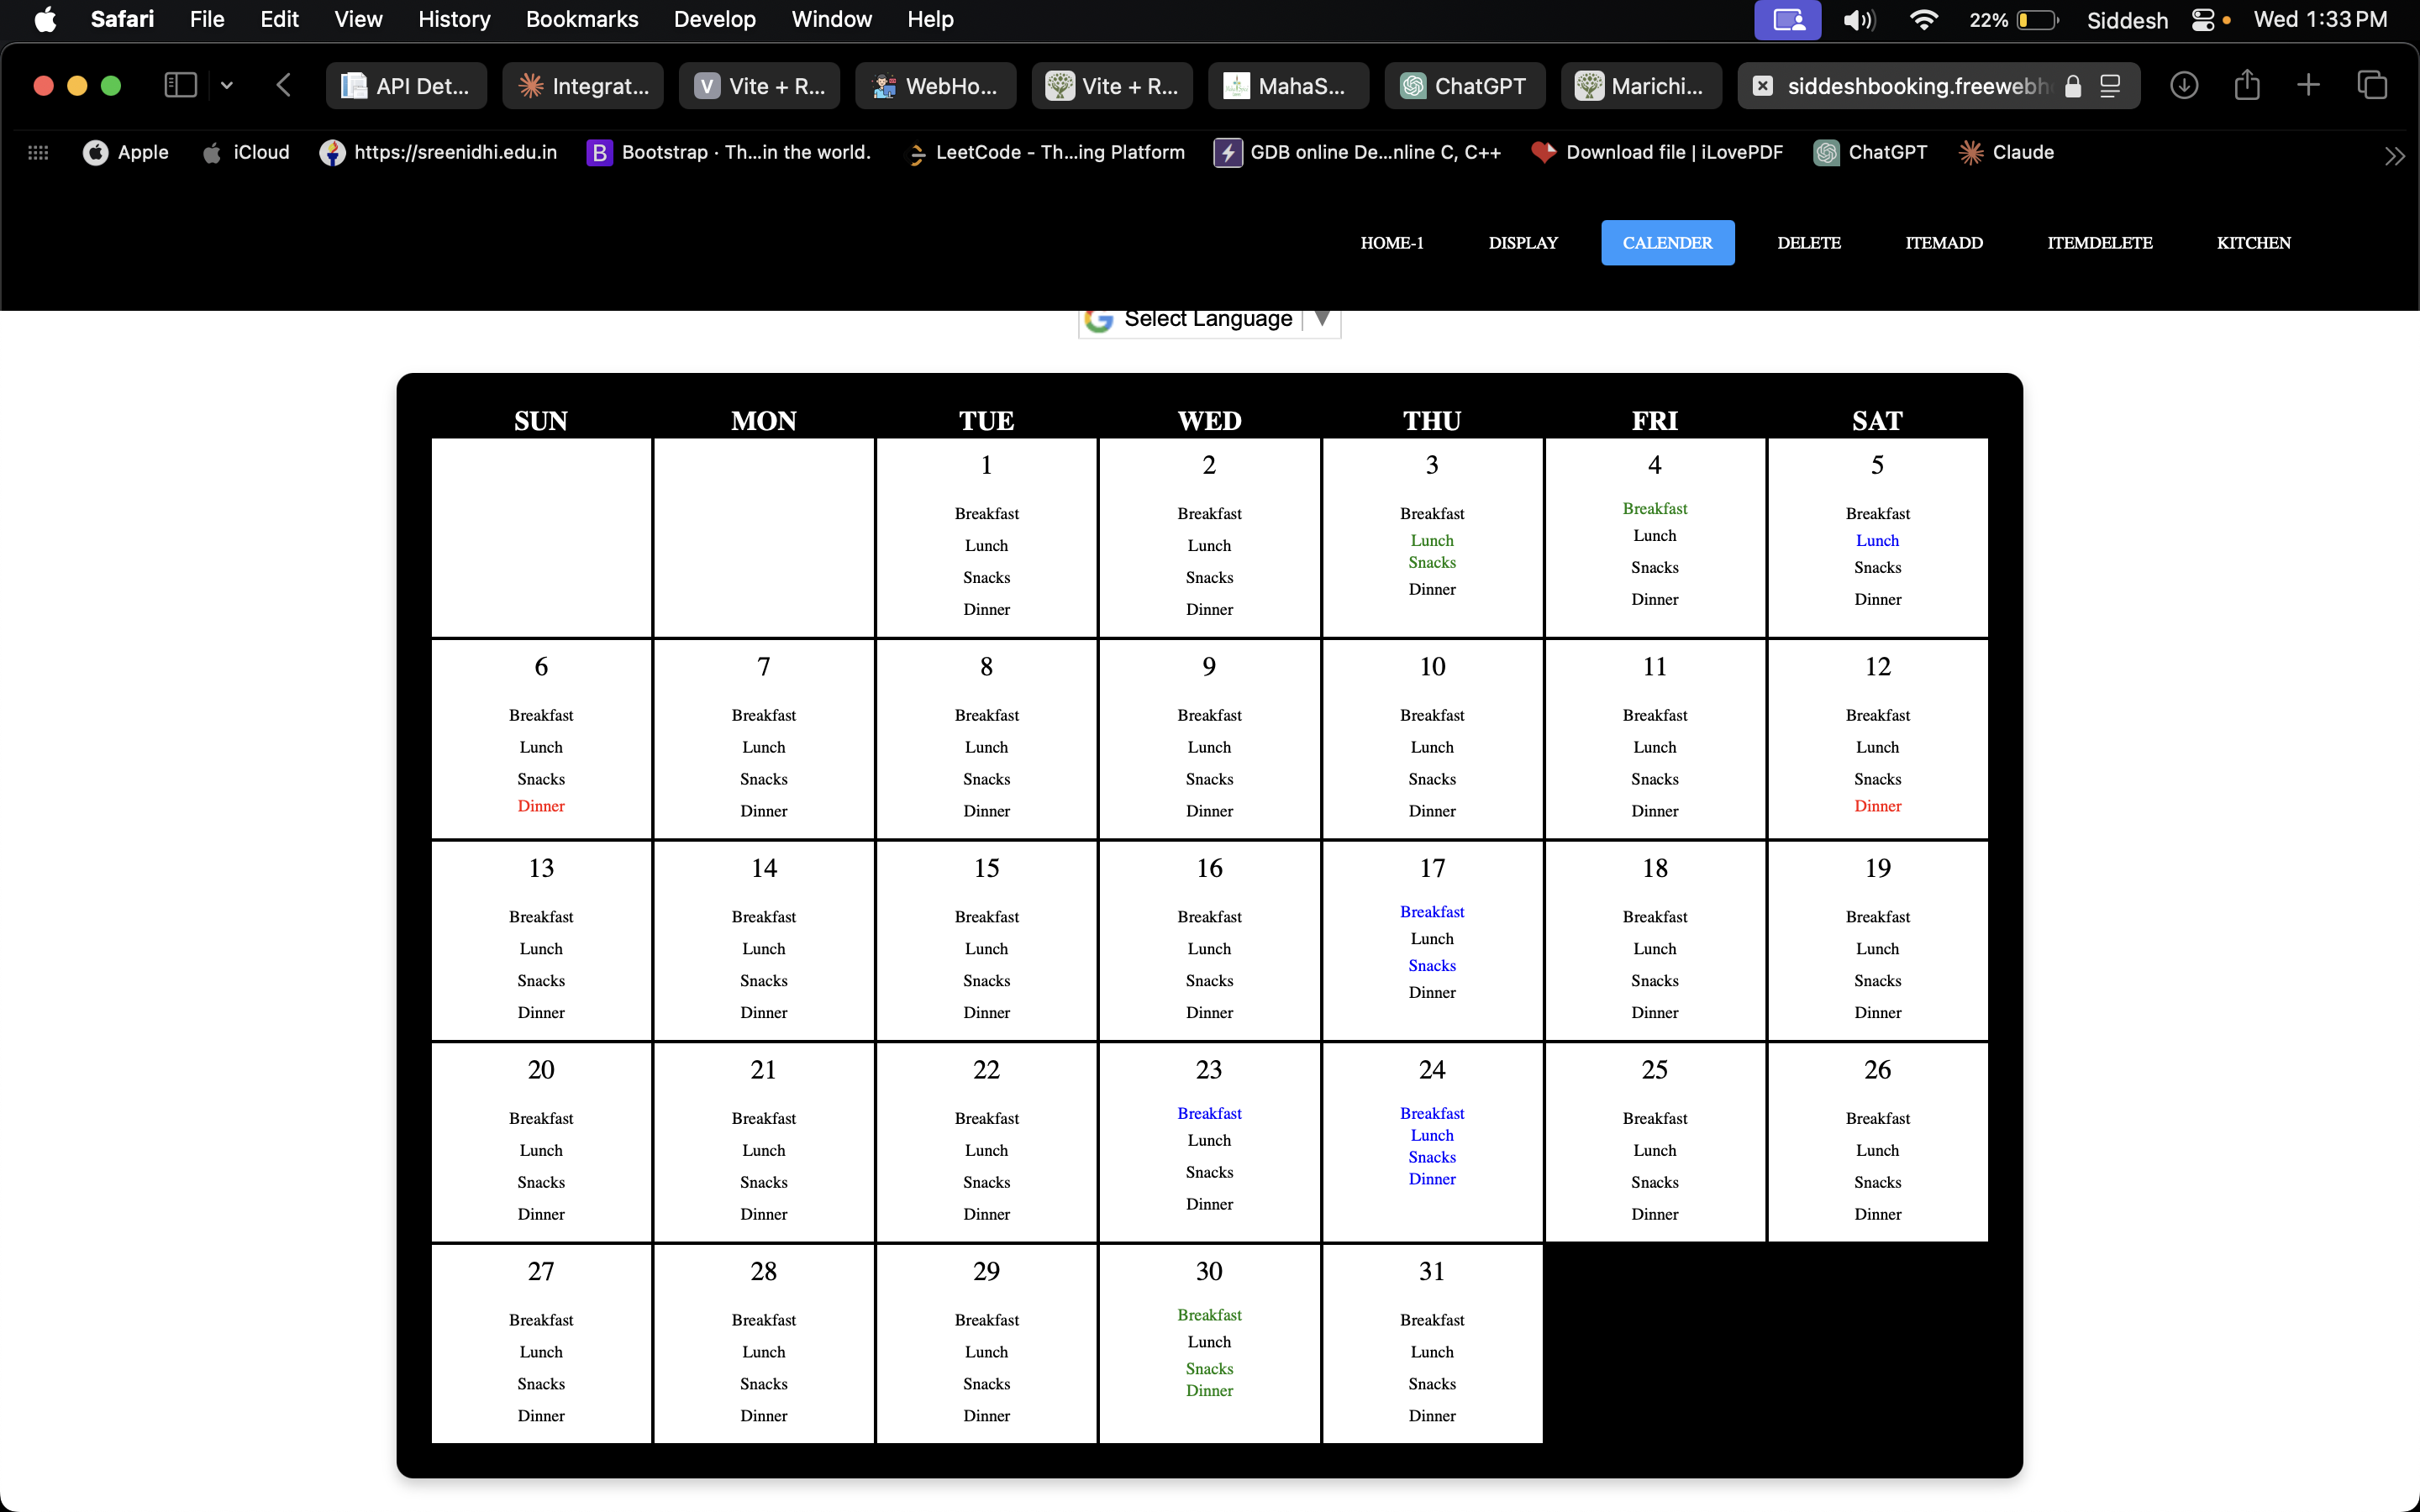 Safari File Edit View History Bookmarks Develop Window Help 22% Siddesh Wed 1:33 PM
API Det... Integrat... V Vite + R... WebHo... Vite + R... MahaS... ChatGPT Marichi... siddeshbooking.freewebh
Apple iCloud https://sreenidhi.edu.in B Bootstrap · Th...in the world. LeetCode - Th...ing Platform GDB online De...nline C, C++ Download file | iLovePDF ChatGPT Claude
HOME-1 DISPLAY CALENDER DELETE ITEMADD ITEMDELETE KITCHEN
G Select Language ▼
SUN MON TUE WED THU FRI SAT
1 2 3 4 5
Breakfast Breakfast Breakfast Breakfast Breakfast
Lunch Lunch Lunch Lunch Lunch
Snacks Snacks Snacks Snacks Snacks
Dinner Dinner Dinner Dinner Dinner
6 7 8 9 10 11 12
Breakfast Breakfast Breakfast Breakfast Breakfast Breakfast Breakfast
Lunch Lunch Lunch Lunch Lunch Lunch Lunch
Snacks Snacks Snacks Snacks Snacks Snacks Snacks
Dinner Dinner Dinner Dinner Dinner Dinner Dinner
13 14 15 16 17 18 19
Breakfast Breakfast Breakfast Breakfast Breakfast Breakfast Breakfast
Lunch Lunch Lunch Lunch Lunch Lunch Lunch
Snacks Snacks Snacks Snacks Snacks Snacks Snacks
Dinner Dinner Dinner Dinner Dinner Dinner Dinner
20 21 22 23 24 25 26
Breakfast Breakfast Breakfast Breakfast Breakfast Breakfast Breakfast
Lunch Lunch Lunch Lunch Lunch Lunch Lunch
Snacks Snacks Snacks Snacks Snacks Snacks Snacks
Dinner Dinner Dinner Dinner Dinner Dinner Dinner
27 28 29 30 31
Breakfast Breakfast Breakfast Breakfast Breakfast
Lunch Lunch Lunch Lunch Lunch
Snacks Snacks Snacks Snacks Snacks
Dinner Dinner Dinner Dinner Dinner